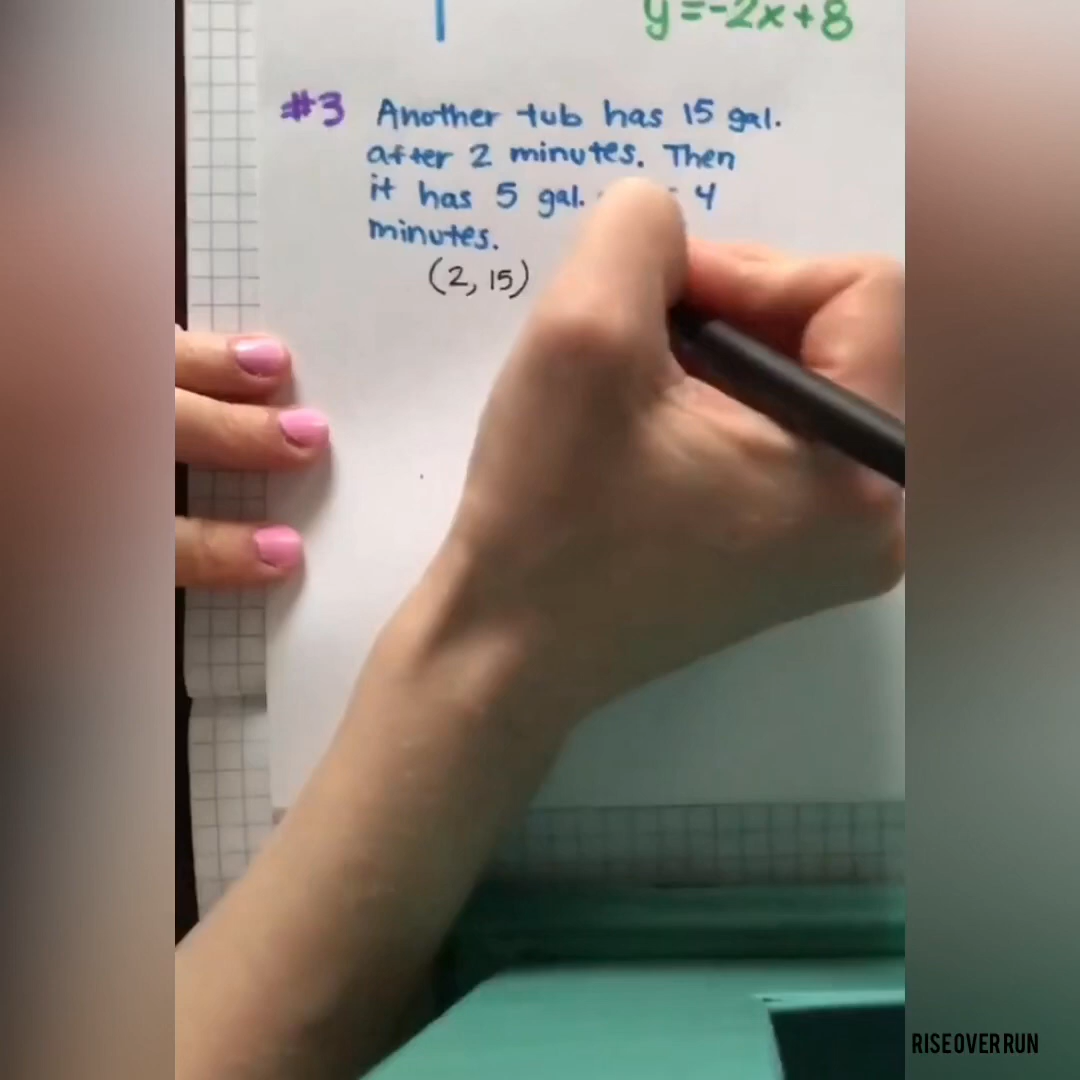 y=-2x+8
#3 Another tub has 15 gal.
after 2 minutes. Then
it has 5 gal. 4
minutes.
(2, 15)
RISE OVER RUN